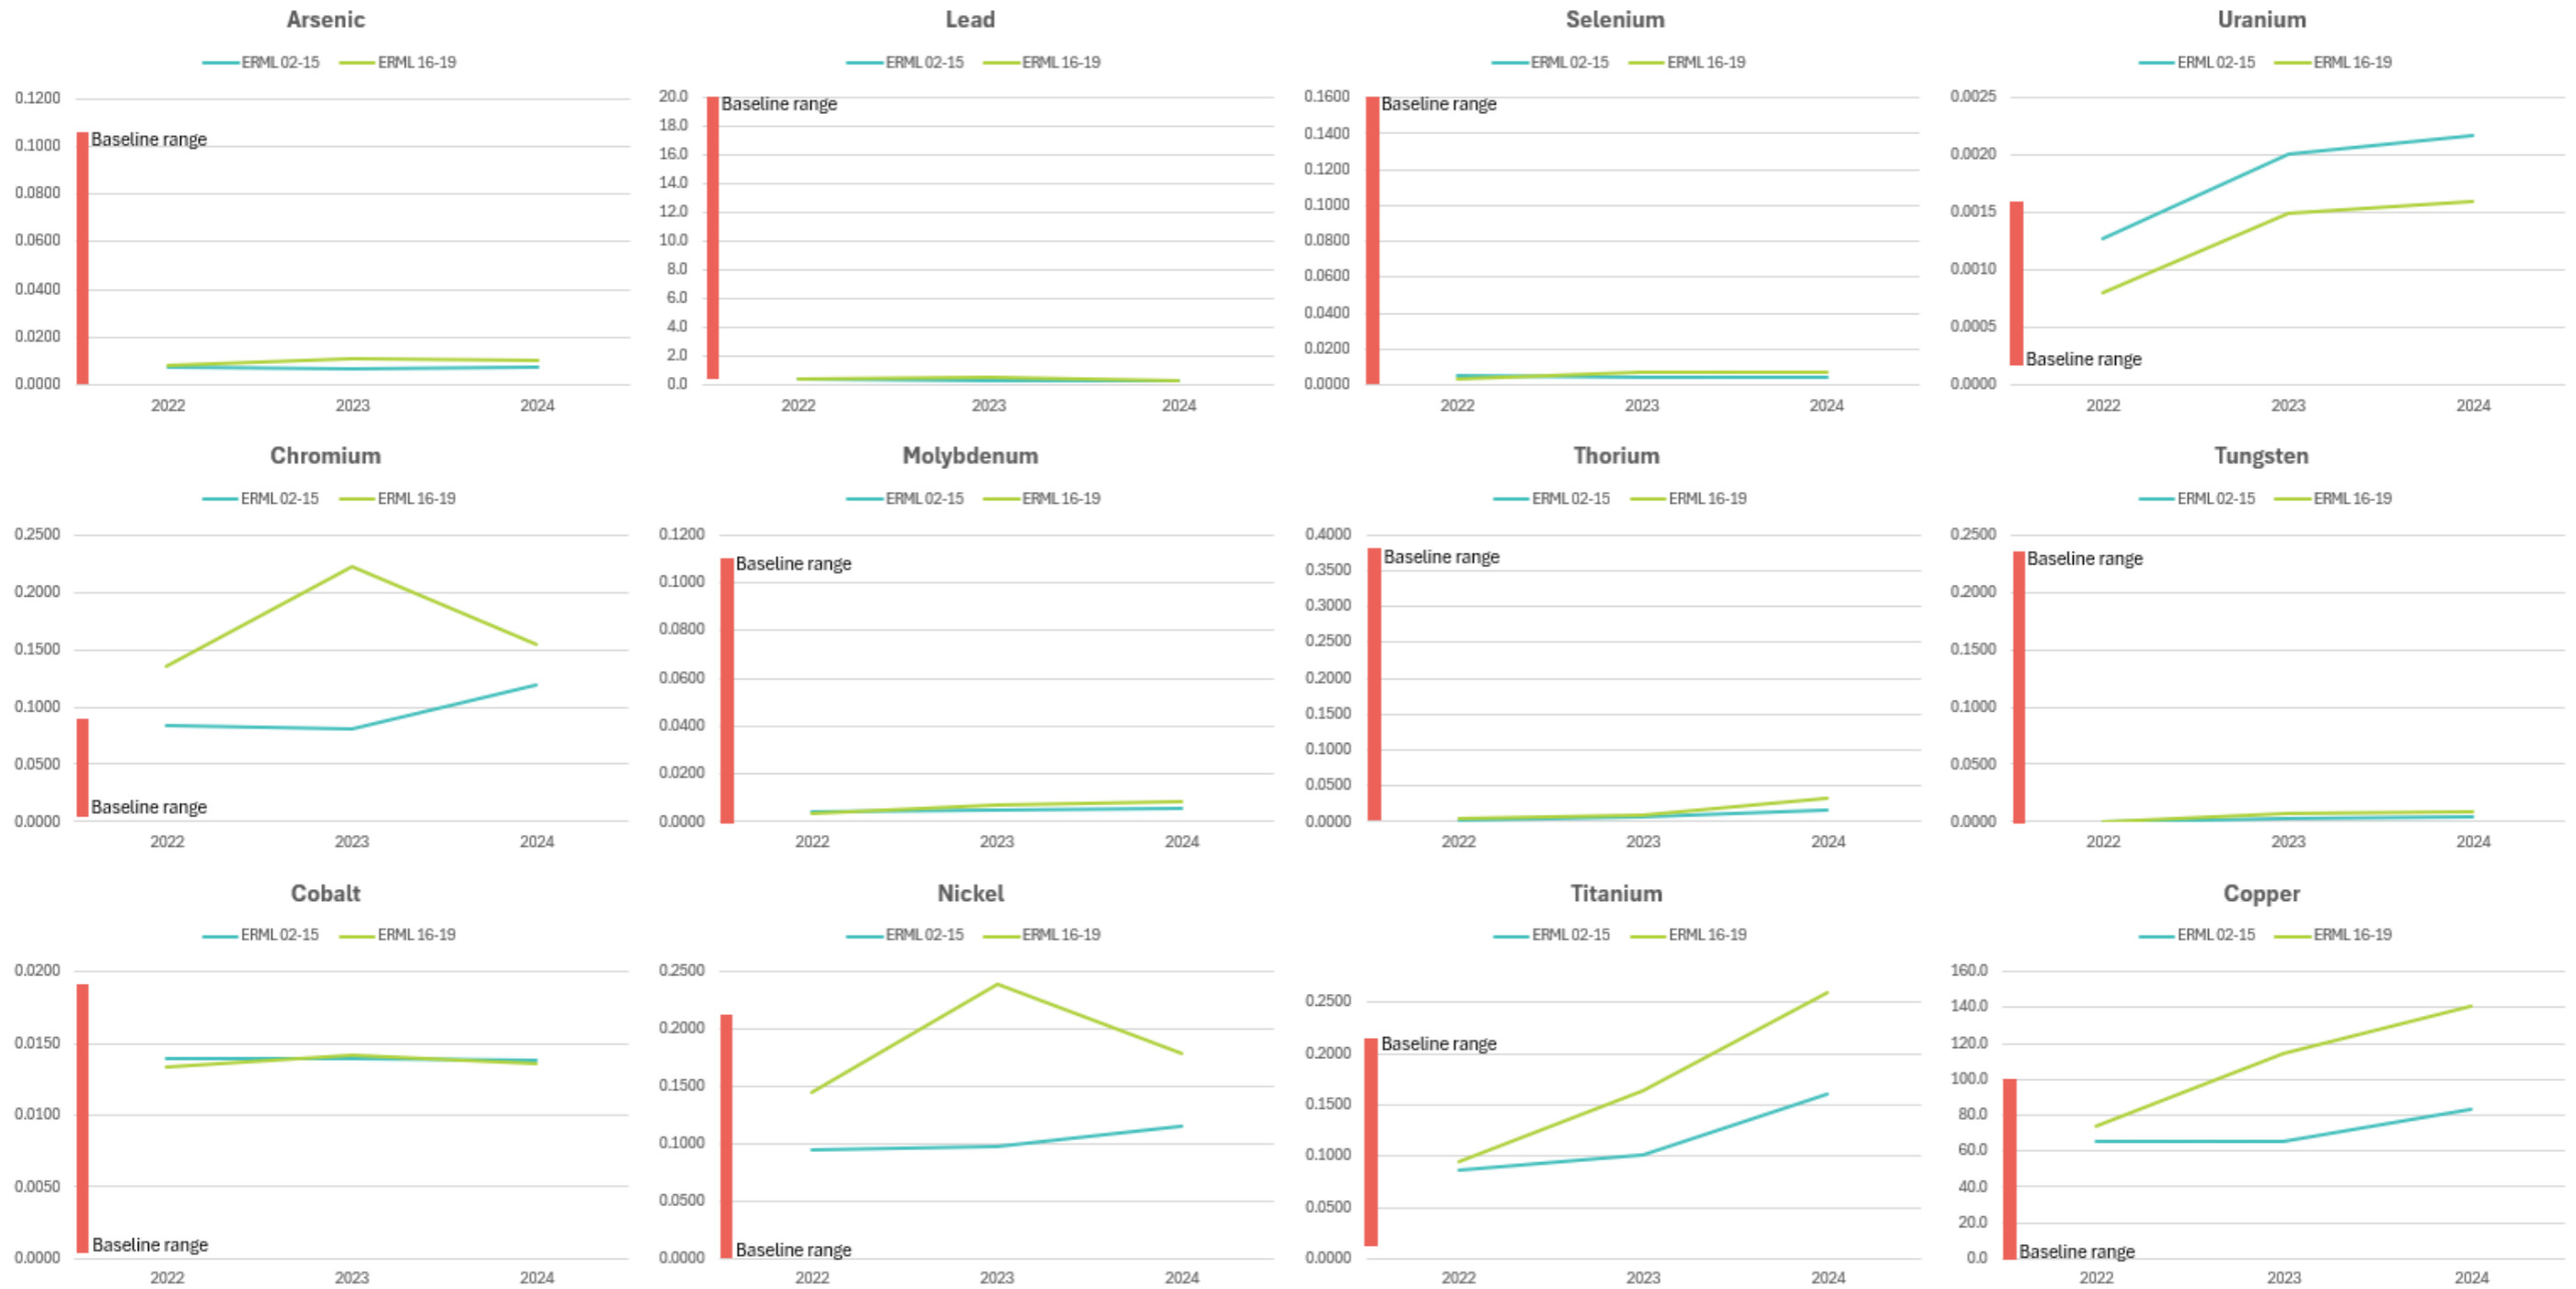 Arsenic
ERML 02-15 ERML 16-19
0.1200
Baseline range
0.1000
0.0800
0.0600
0.0400
0.0200
0.0000
2022 2023 2024
Lead
ERML 02-15 ERML 16-19
20.0
Baseline range
18.0
16.0
14.0
12.0
10.0
8.0
6.0
4.0
2.0
0.0
2022 2023 2024
Selenium
ERML 02-15 ERML 16-19
0.1600
Baseline range
0.1400
0.1200
0.1000
0.0800
0.0600
0.0400
0.0200
0.0000
2022 2023 2024
Uranium
ERML 02-15 ERML 16-19
0.0025
0.0020
0.0015
0.0010
0.0005
Baseline range
0.0000
2022 2023 2024
Chromium
ERML 02-15 ERML 16-19
0.2500
0.2000
0.1500
0.1000
0.0500
Baseline range
0.0000
2022 2023 2024
Molybdenum
ERML 02-15 ERML 16-19
0.1200
Baseline range
0.1000
0.0800
0.0600
0.0400
0.0200
0.0000
2022 2023 2024
Thorium
ERML 02-15 ERML 16-19
0.4000
Baseline range
0.3500
0.3000
0.2500
0.2000
0.1500
0.1000
0.0500
0.0000
2022 2023 2024
Tungsten
ERML 02-15 ERML 16-19
0.2500
Baseline range
0.2000
0.1500
0.1000
0.0500
0.0000
2022 2023 2024
Cobalt
ERML 02-15 ERML 16-19
0.0200
0.0150
0.0100
0.0050
Baseline range
0.0000
2022 2023 2024
Nickel
ERML 02-15 ERML 16-19
0.2500
0.2000
0.1500
0.1000
0.0500
Baseline range
0.0000
2022 2023 2024
Titanium
ERML 02-15 ERML 16-19
0.2500
Baseline range
0.2000
0.1500
0.1000
0.0500
0.0000
2022 2023 2024
Copper
ERML 02-15 ERML 16-19
160.0
140.0
120.0
100.0
80.0
60.0
40.0
20.0
Baseline range
0.0
2022 2023 2024